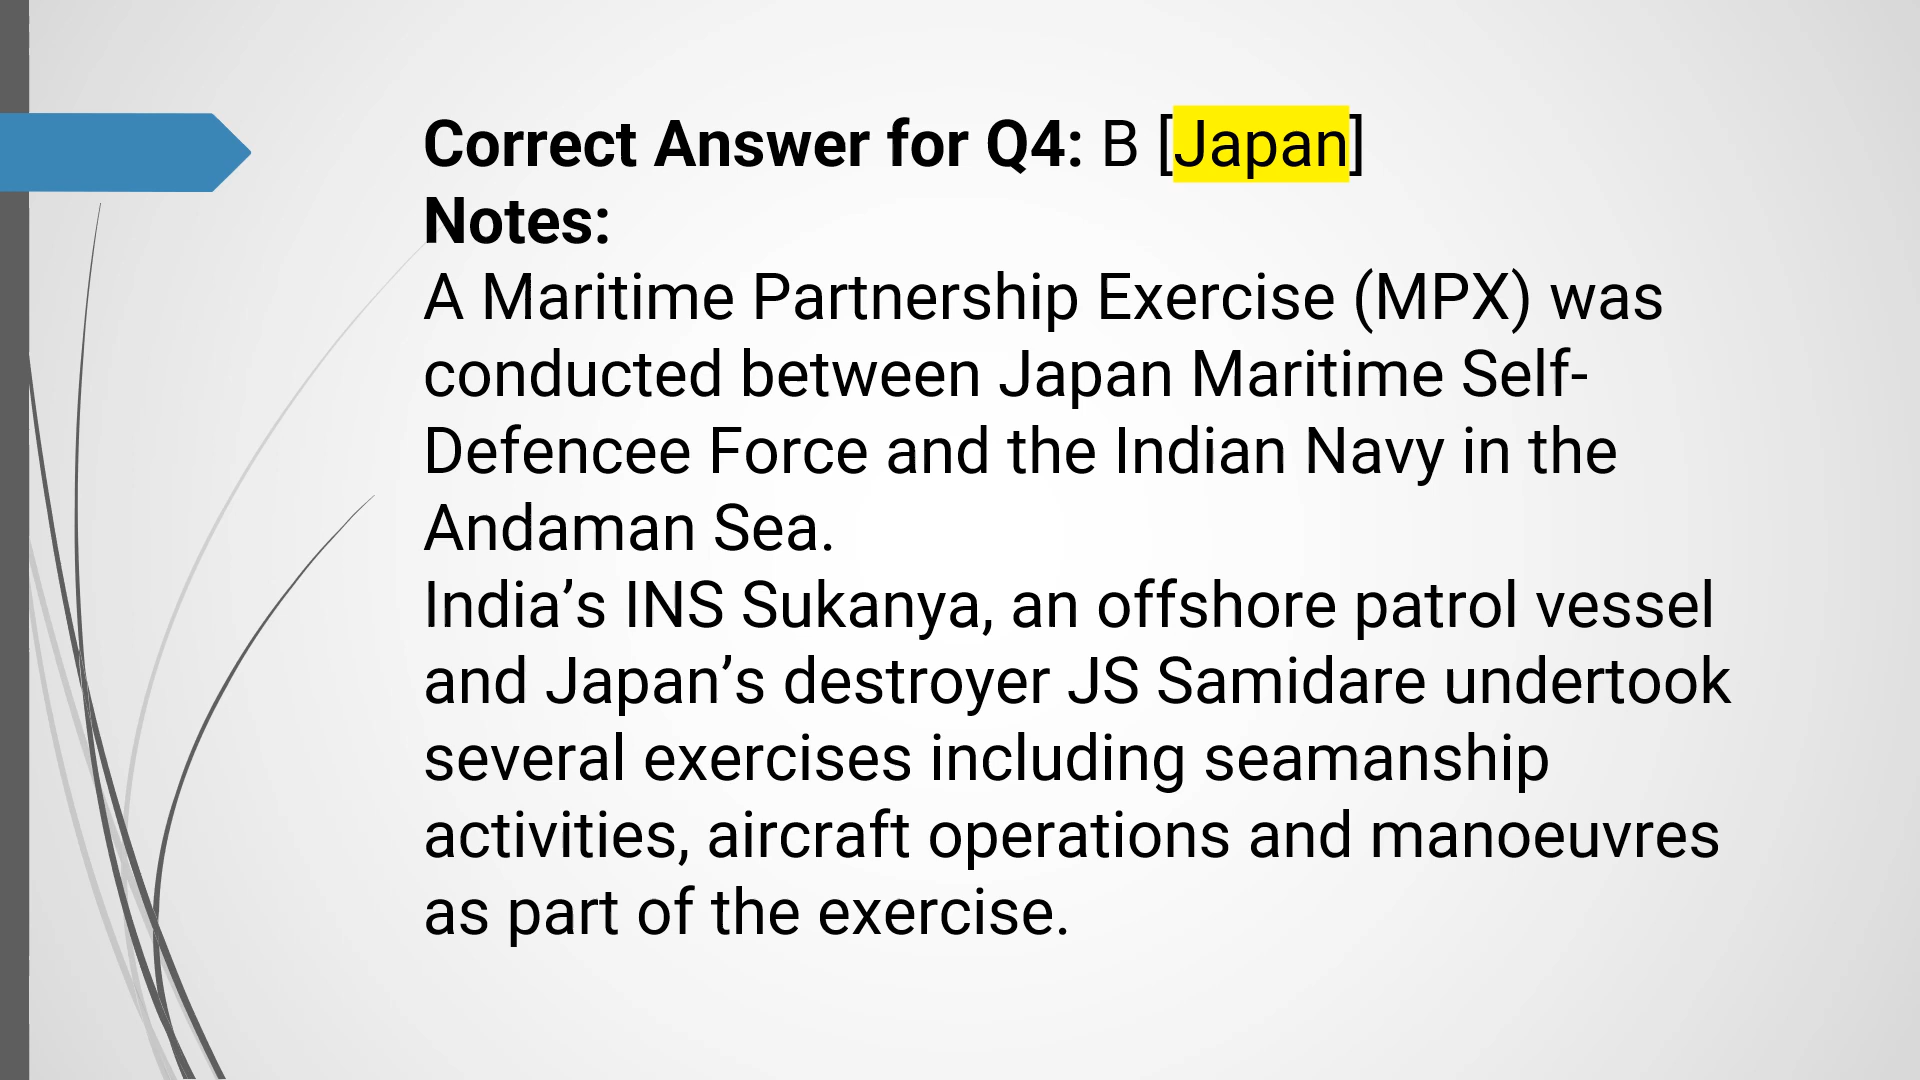 Correct Answer for Q4: B [Japan]
Notes:
A Maritime Partnership Exercise (MPX) was
conducted between Japan Maritime Self-
Defencee Force and the Indian Navy in the
Andaman Sea.
India’s INS Sukanya, an offshore patrol vessel
and Japan’s destroyer JS Samidare undertook
several exercises including seamanship
activities, aircraft operations and manoeuvres
as part of the exercise.